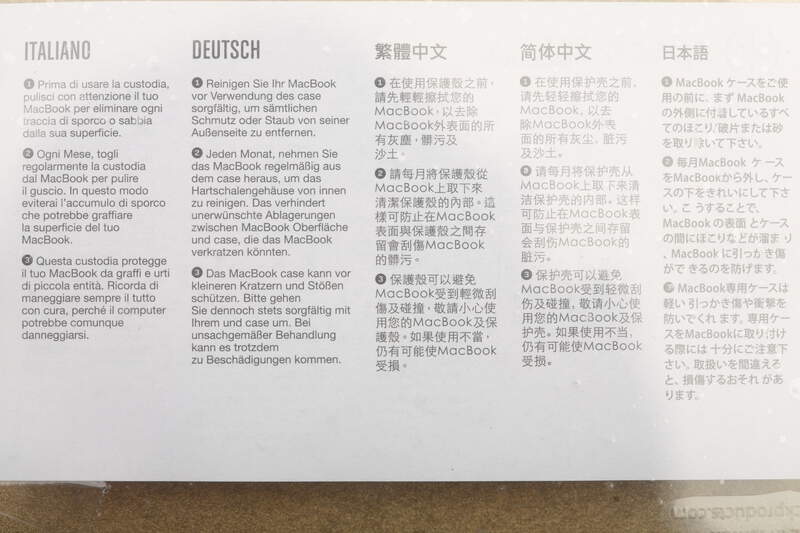 ITALIANO
1 Prima di usare la custodia,
pulisci con attenzione il tuo
MacBook per eliminare ogni
traccia di sporco o sabbia
dalla sua superficie.
2 Ogni Mese, togli
regolarmente la custodia
dal MacBook per pulire
il guscio. In questo modo
eviterai l'accumulo di sporco
che potrebbe graffiare
la superficie del tuo
MacBook.
3 Questa custodia protegge
il tuo MacBook da graffi e urti
di piccola entità. Ricorda di
maneggiare sempre il tutto
con cura, perché il computer
potrebbe comunque
danneggiarsi.
DEUTSCH
1 Reinigen Sie Ihr MacBook
vor Verwendung des case
sorgfältig, um sämtlichen
Schmutz oder Staub von seiner
Außenseite zu entfernen.
2 Jeden Monat, nehmen Sie
das MacBook regelmäßig aus
dem case heraus, um das
Hartschalengehäuse von innen
zu reinigen. Das verhindert
unerwünschte Ablagerungen
zwischen MacBook Oberfläche
und case, die das MacBook
verkratzen könnten.
3 Das MacBook case kann vor
kleineren Kratzern und Stößen
schützen. Bitte gehen
Sie dennoch stets sorgfältig mit
Ihrem und case um. Bei
unsachgemäßer Behandlung
kann es trotzdem
zu Beschädigungen kommen.
繁體中文
1 在使用保護殼之前,
請先輕輕擦拭您的
MacBook,以去除
MacBook外表面的所
有灰塵,髒污及
沙土。
2 請每月將保護殼從
MacBook上取下來
清潔保護殼的內部。這
樣可防止在MacBook
表面與保護殼之間存
留會刮傷MacBook
的髒污。
3 保護殼可以避免
MacBook受到輕微刮
傷及碰撞,敬請小心使
用您的MacBook及保
護殼。如果使用不當,
仍有可能使MacBook
受損。
简体中文
1 在使用保护壳之前,
请先轻轻擦拭您的
MacBook,以去
除MacBook外表
面的所有灰尘,脏污
及沙土。
2 请每月将保护壳从
MacBook上取下来清
洁保护壳的内部。这样
可防止在MacBook表
面与保护壳之间存留
会刮伤MacBook的
脏污。
3 保护壳可以避免
MacBook受到轻微刮
伤及碰撞,敬请小心使
用您的MacBook及保
护壳。如果使用不当,
仍有可能使MacBook
受损。
日本語
1 MacBook ケースをご使
用の前に、まず MacBook
の外側に付着しているすべ
てのほこり/破片または砂
を取り除いて下さい。
2 毎月MacBook ケース
をMacBookから外し、ケー
スの下をきれいにして下さ
い。こ うすることで、
MacBook の表面 とケース
の間にほこりなどが溜ま り
、MacBook に引っか き傷
がで きるのを防げます。
3 MacBook専用ケースは
軽い 引っかき傷や衝撃を
防いでくれ ます。専用ケー
スをMacBookに取り付け
る際には 十分にご注意下
さい。取扱いを間違える
と、損傷するおそれ があ
ります。
ckproducts.com